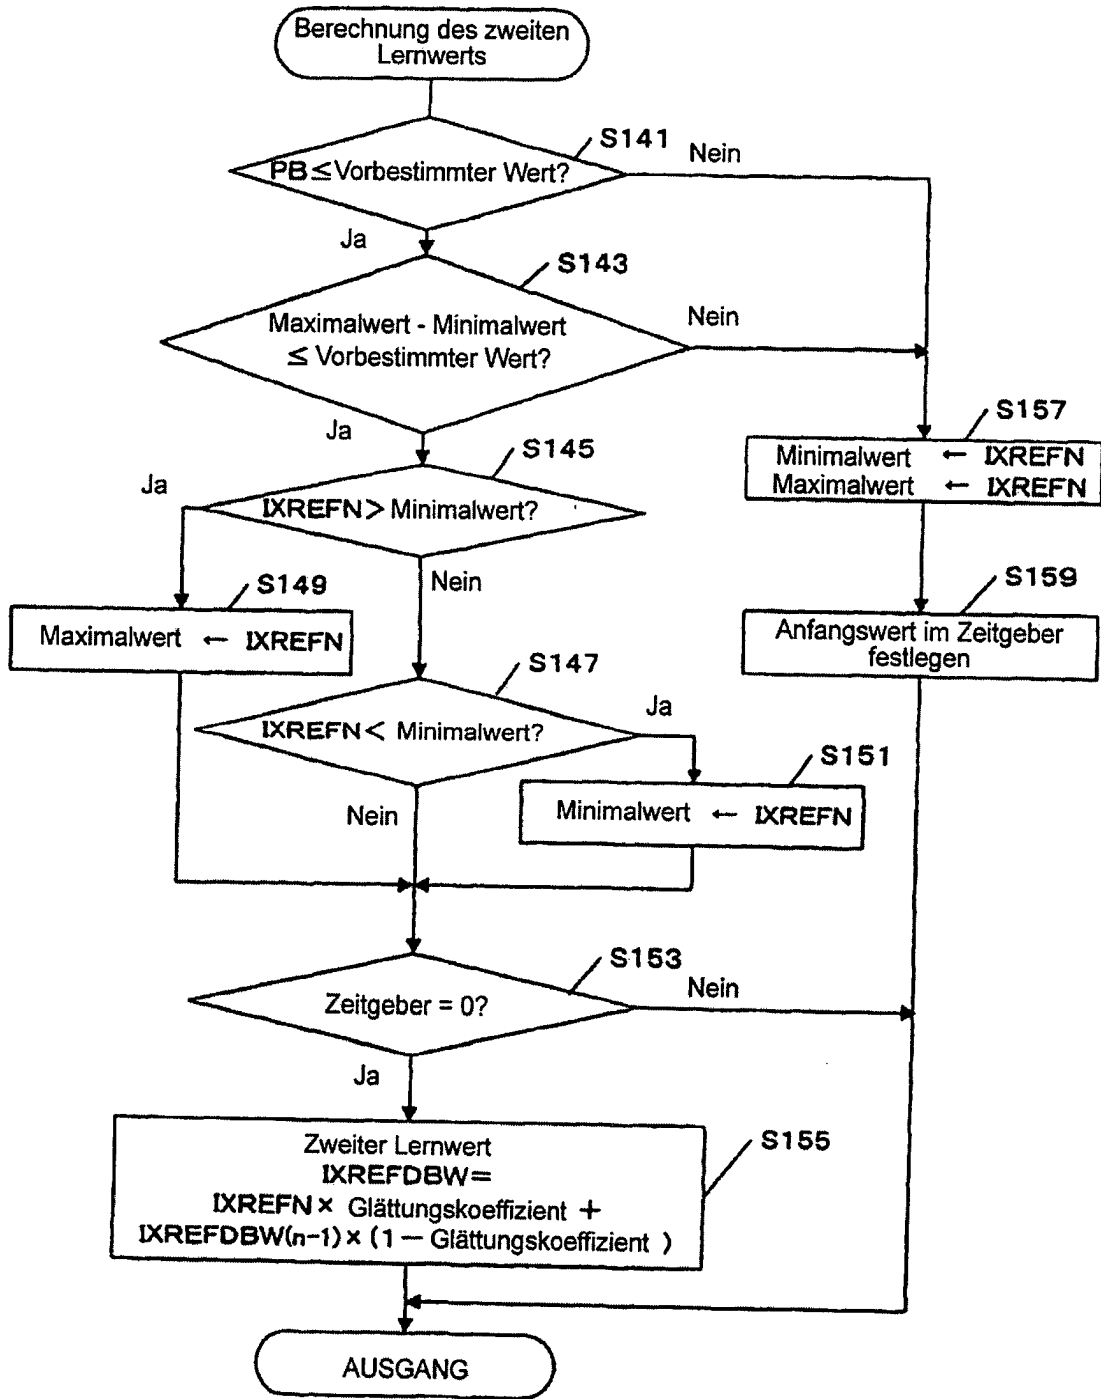 Berechnung des zweiten
Lernwerts
S141
Nein
PB≤Vorbestimmter Wert?
Ja
S143
Maximalwert - Minimalwert
≤ Vorbestimmter Wert?
Nein
Ja
S157
Minimalwert ← IXREFN
Maximalwert ← IXREFN
S145
Ja
IXREFN> Minimalwert?
Nein
S149
Maximalwert ← IXREFN
S159
Anfangswert im Zeitgeber
festlegen
S147
IXREFN< Minimalwert?
Ja
S151
Minimalwert ← IXREFN
Nein
S153
Zeitgeber = 0?
Nein
Ja
S155
Zweiter Lernwert
IXREFDBW=
IXREFN× Glättungskoeffizient +
IXREFDBW(n-1)×(1−Glättungskoeffizient )
AUSGANG